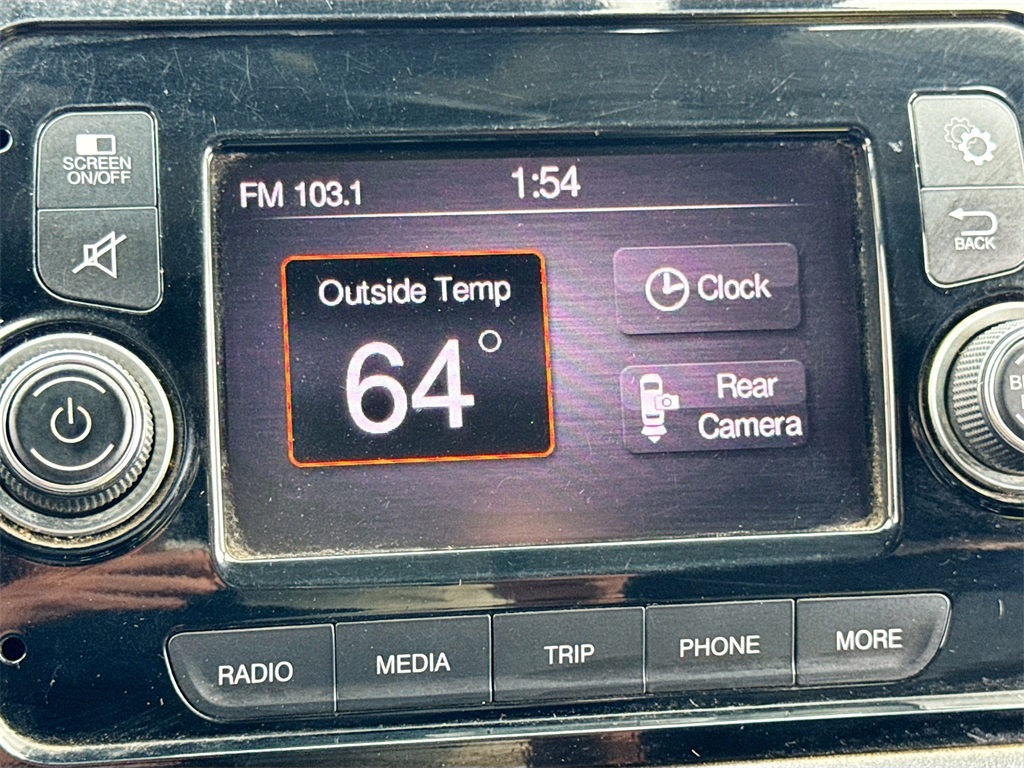 SCREEN
ON/OFF
FM 103.1
1:54
Outside Temp
64°
Clock
Rear
Camera
BACK
RADIO
MEDIA
TRIP
PHONE
MORE